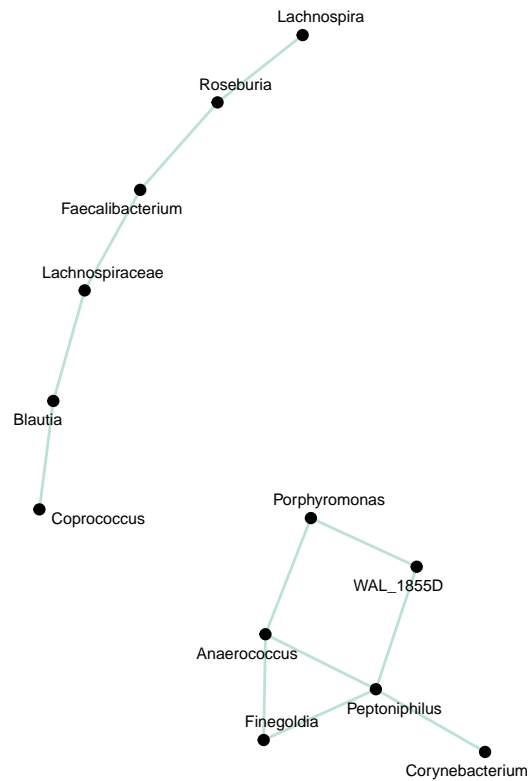 Lachnospira
Roseburia
Faecalibacterium
Lachnospiraceae
Blautia
Coprococcus
Porphyromonas
WAL_1855D
Anaerococcus
Peptoniphilus
Finegoldia
Corynebacterium